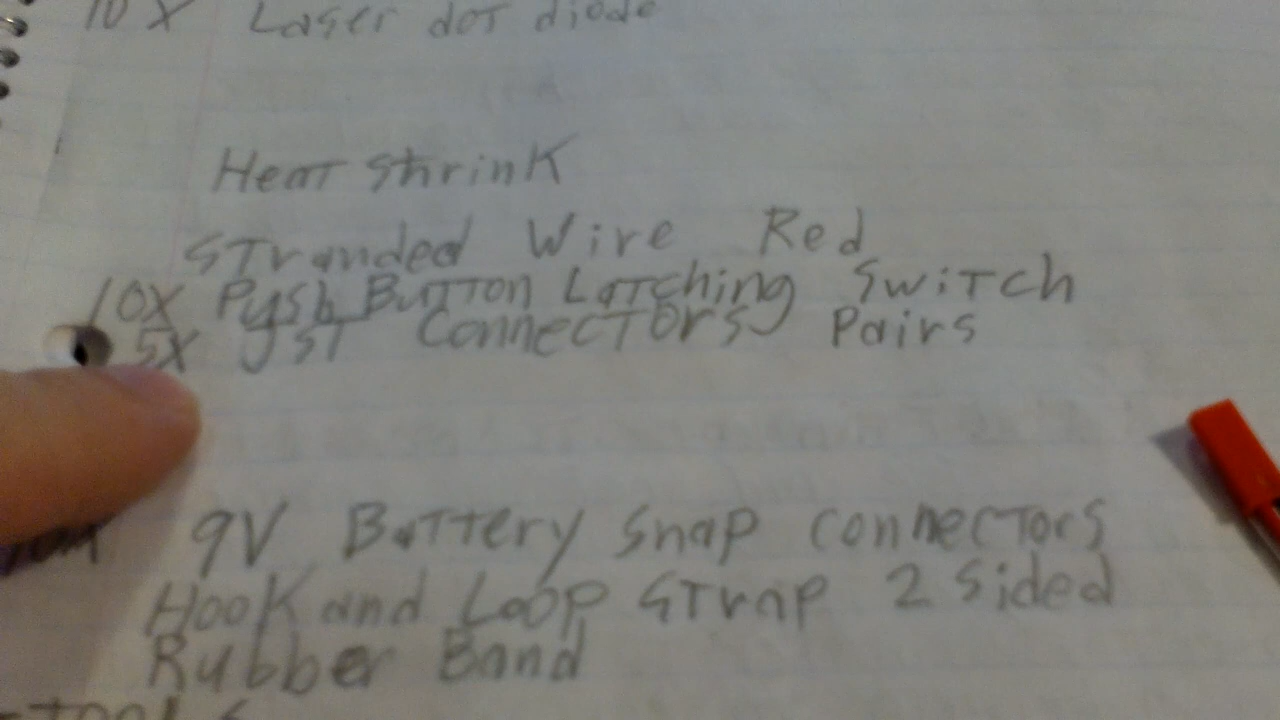 10 X Laser dot diode
Heat shrink
Stranded Wire Red
10X Push Button Latching Switch
5X JST Connectors Pairs
9V Battery Snap Connectors
Hook and Loop Strap 2 Sided
Rubber Band